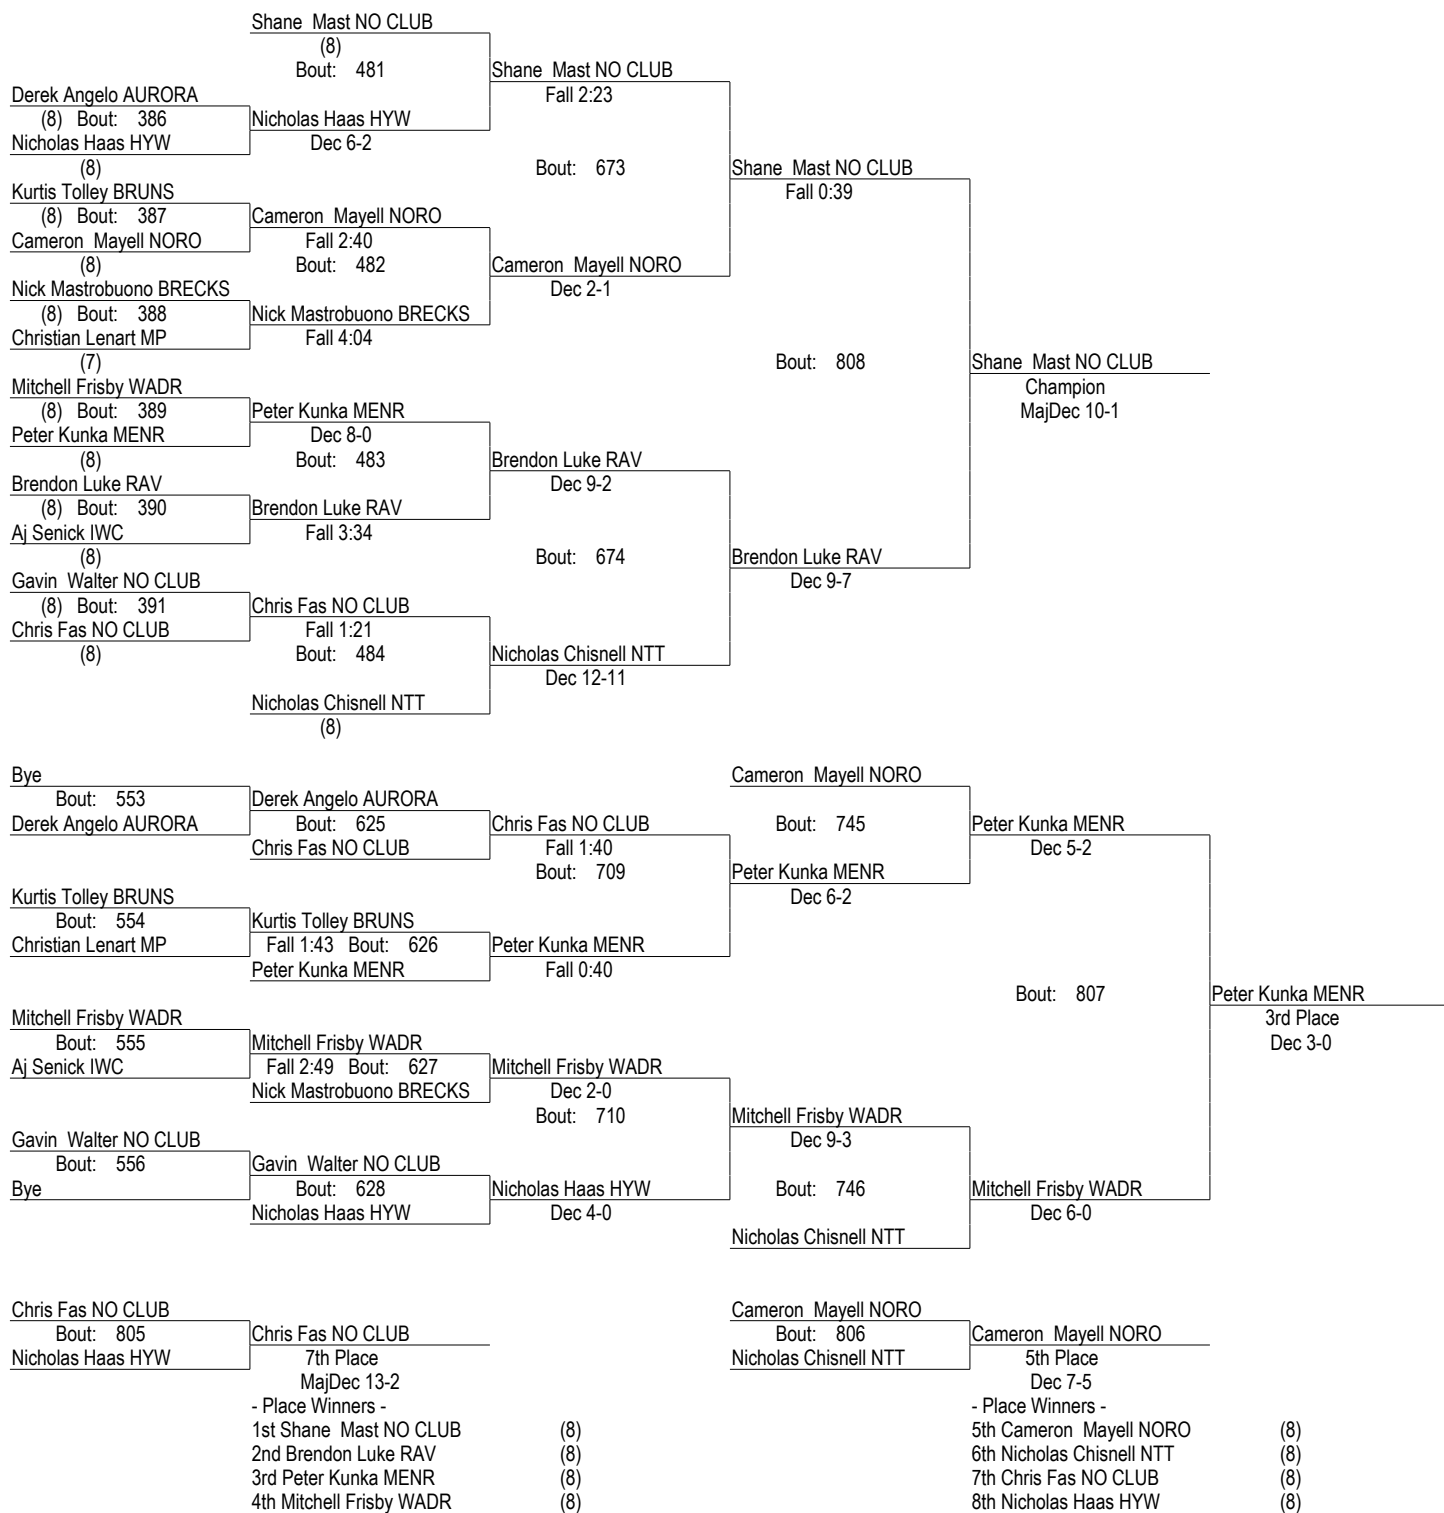 Shane  Mast NO CLUB
(8)
Bout: 481
Shane  Mast NO CLUB
Derek Angelo AURORA
Fall 2:23
(8) Bout: 386
Nicholas Haas HYW
Nicholas Haas HYW
Dec 6-2
(8)
Bout: 673
Shane  Mast NO CLUB
Kurtis Tolley BRUNS
Fall 0:39
(8) Bout: 387
Cameron  Mayell NORO
Cameron  Mayell NORO
Fall 2:40
(8)
Bout: 482
Cameron  Mayell NORO
Nick Mastrobuono BRECKS
Dec 2-1
(8) Bout: 388
Nick Mastrobuono BRECKS
Christian Lenart MP
Fall 4:04
(7)
Bout: 808
Shane  Mast NO CLUB
Mitchell Frisby WADR
Champion
(8) Bout: 389
Peter Kunka MENR
MajDec 10-1
Peter Kunka MENR
Dec 8-0
(8)
Bout: 483
Brendon Luke RAV
Brendon Luke RAV
Dec 9-2
(8) Bout: 390
Brendon Luke RAV
Aj Senick IWC
Fall 3:34
(8)
Bout: 674
Brendon Luke RAV
Gavin  Walter NO CLUB
Dec 9-7
(8) Bout: 391
Chris Fas NO CLUB
Chris Fas NO CLUB
Fall 1:21
(8)
Bout: 484
Nicholas Chisnell NTT
Dec 12-11
Nicholas Chisnell NTT
(8)
Bye
Cameron  Mayell NORO
Bout: 553
Derek Angelo AURORA
Derek Angelo AURORA
Bout: 625
Chris Fas NO CLUB
Bout: 745
Peter Kunka MENR
Chris Fas NO CLUB
Fall 1:40
Dec 5-2
Bout: 709
Peter Kunka MENR
Kurtis Tolley BRUNS
Dec 6-2
Bout: 554
Kurtis Tolley BRUNS
Christian Lenart MP
Fall 1:43 Bout: 626
Peter Kunka MENR
Peter Kunka MENR
Fall 0:40
Bout: 807
Peter Kunka MENR
Mitchell Frisby WADR
3rd Place
Bout: 555
Mitchell Frisby WADR
Dec 3-0
Aj Senick IWC
Fall 2:49 Bout: 627
Mitchell Frisby WADR
Nick Mastrobuono BRECKS
Dec 2-0
Bout: 710
Mitchell Frisby WADR
Gavin  Walter NO CLUB
Dec 9-3
Bout: 556
Gavin  Walter NO CLUB
Bye
Bout: 628
Nicholas Haas HYW
Bout: 746
Mitchell Frisby WADR
Nicholas Haas HYW
Dec 4-0
Dec 6-0
Nicholas Chisnell NTT
Chris Fas NO CLUB
Cameron  Mayell NORO
Bout: 805
Chris Fas NO CLUB
Bout: 806
Cameron  Mayell NORO
Nicholas Haas HYW
7th Place
Nicholas Chisnell NTT
5th Place
MajDec 13-2
Dec 7-5
- Place Winners -
- Place Winners -
1st Shane  Mast NO CLUB (8)
5th Cameron  Mayell NORO (8)
2nd Brendon Luke RAV (8)
6th Nicholas Chisnell NTT (8)
3rd Peter Kunka MENR (8)
7th Chris Fas NO CLUB (8)
4th Mitchell Frisby WADR (8)
8th Nicholas Haas HYW (8)